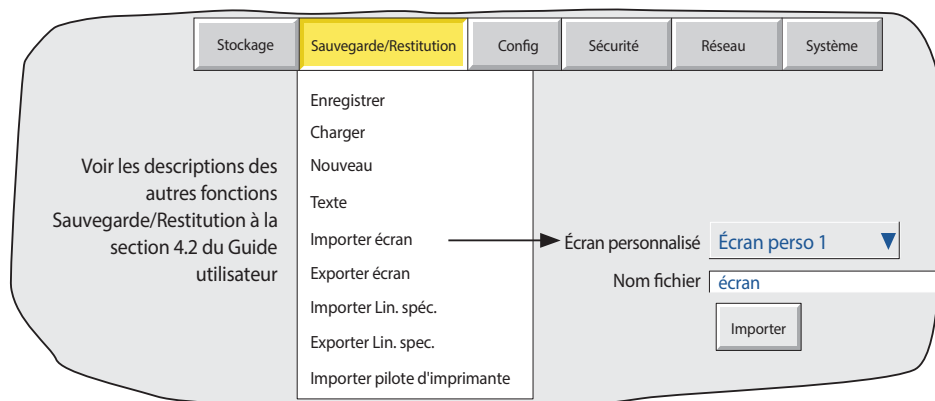 Stockage
Sauvegarde/Restitution
Config
Sécurité
Réseau
Système
Voir les descriptions des
autres fonctions
Sauvegarde/Restitution à la
section 4.2 du Guide
utilisateur
Enregistrer
Charger
Nouveau
Texte
Importer écran
Exporter écran
Importer Lin. spéc.
Exporter Lin. spec.
Importer pilote d'imprimante
Écran personnalisé
Écran perso 1
Nom fichier
écran
Importer